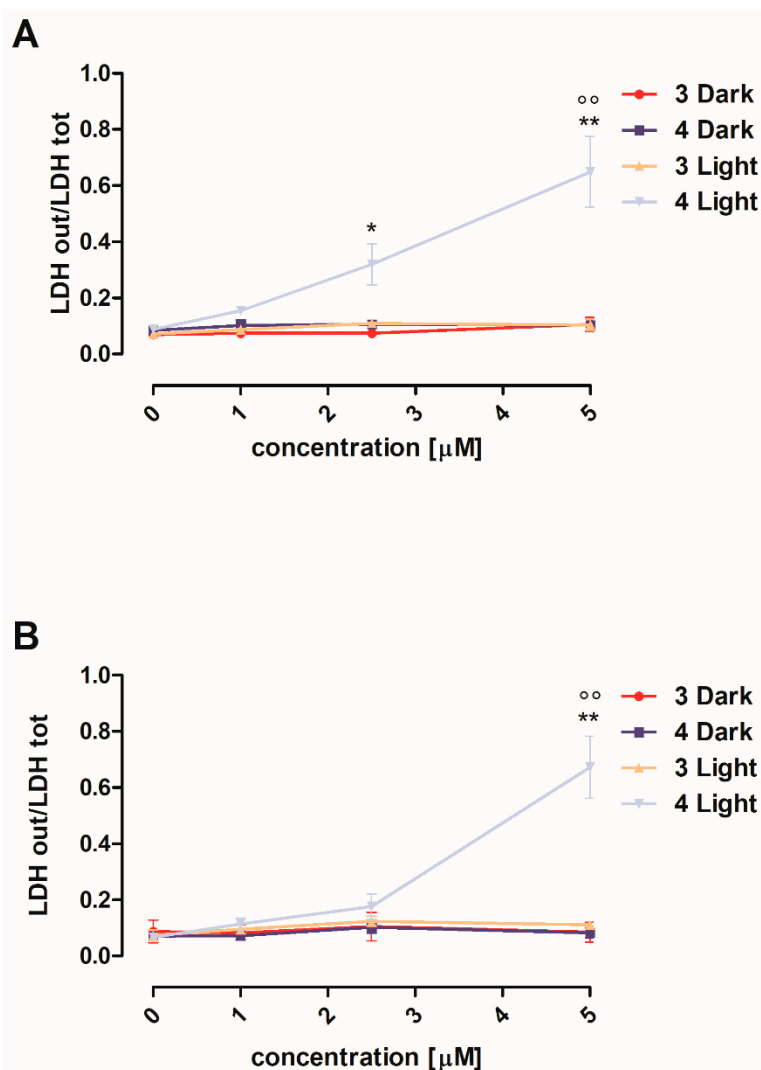 A
LDH out/LDH tot
1.0
0.8
0.6
0.4
0.2
0.0
*
°°
**
3 Dark
4 Dark
3 Light
4 Light
0 1 2 3 4 5
concentration [μM]
B
LDH out/LDH tot
1.0
0.8
0.6
0.4
0.2
0.0
°°
**
3 Dark
4 Dark
3 Light
4 Light
0 1 2 3 4 5
concentration [μM]